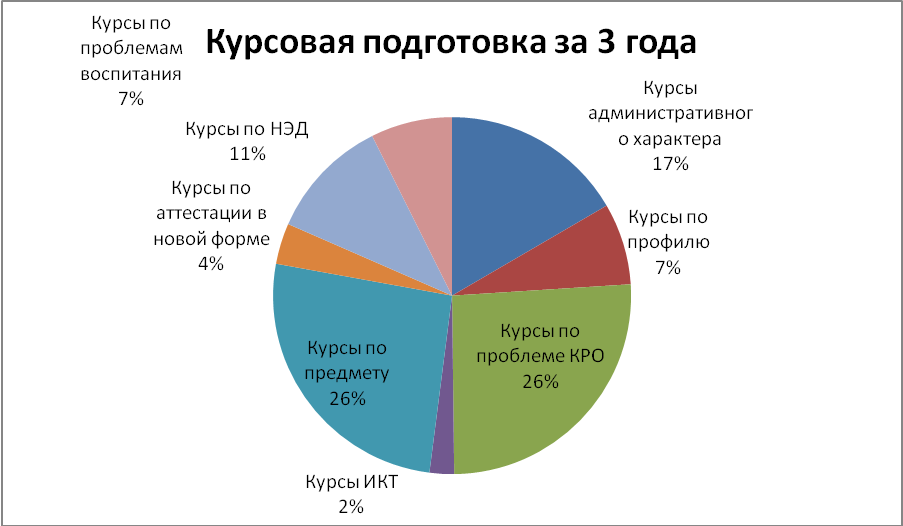 Курсовая подготовка за 3 года
Курсы по
проблемам
воспитания
7%
Курсы
административног
о характера
17%
Курсы по НЭД
11%
Курсы по
профилю
7%
Курсы по
аттестации в
новой форме
4%
Курсы по
проблеме КРО
26%
Курсы по
предмету
26%
Курсы ИКТ
2%